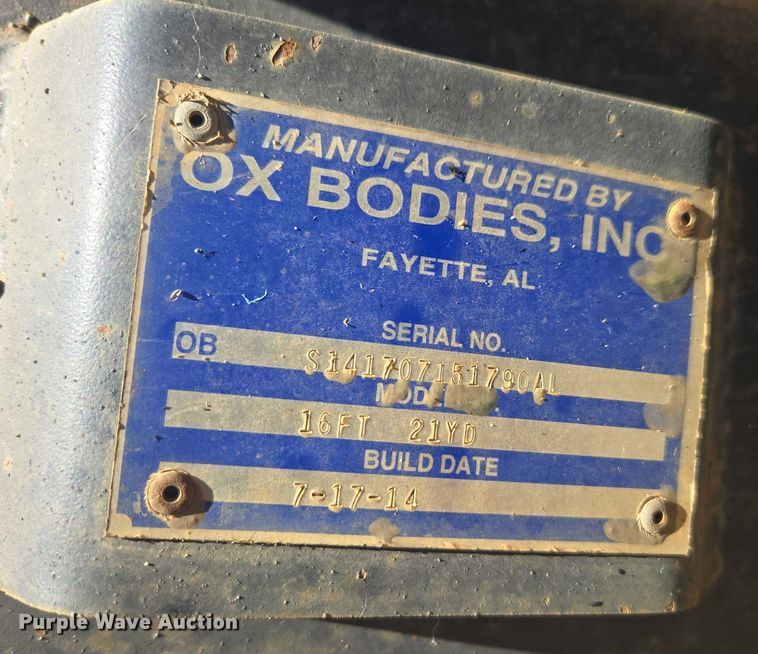 MANUFACTURED BY
OX BODIES, INC
FAYETTE, AL
SERIAL NO.
OB S141707151790AL
MODEL
16FT 21YD
BUILD DATE
7-17-14
Purple Wave Auction